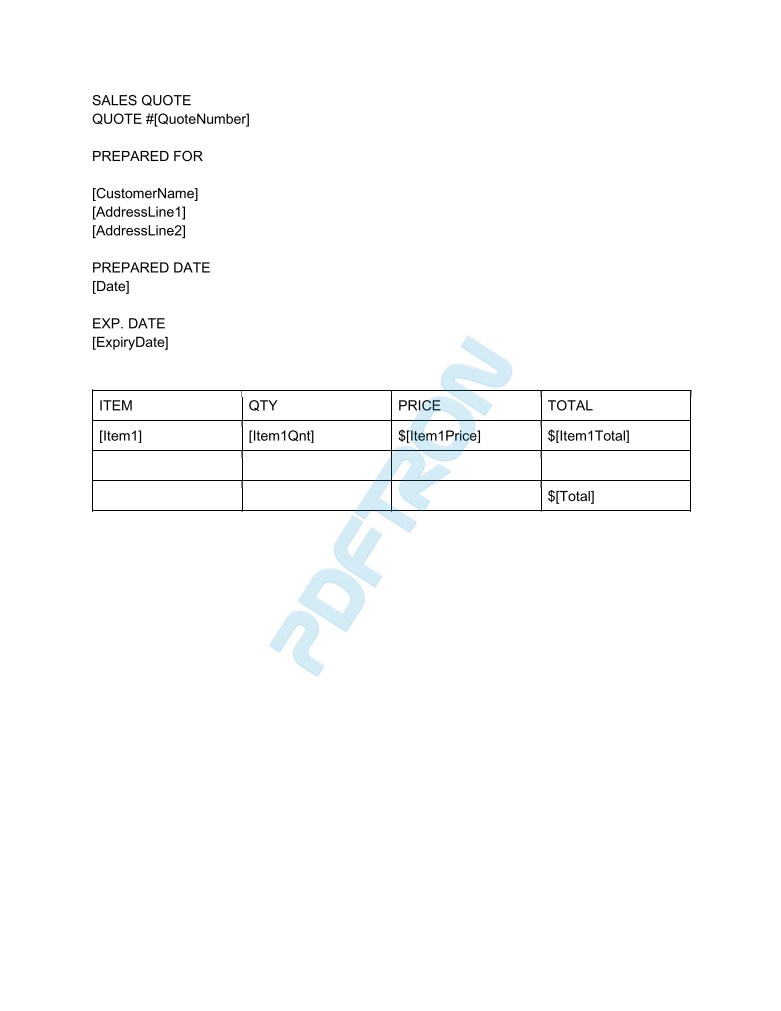 SALES QUOTE
QUOTE #[QuoteNumber]
PREPARED FOR
[CustomerName]
[AddressLine1]
[AddressLine2]
PREPARED DATE
[Date]
EXP. DATE
[ExpiryDate]
ITEM QTY PRICE TOTAL
[Item1] [Item1Qnt] $[Item1Price] $[Item1Total]
$[Total]
PDFTRON